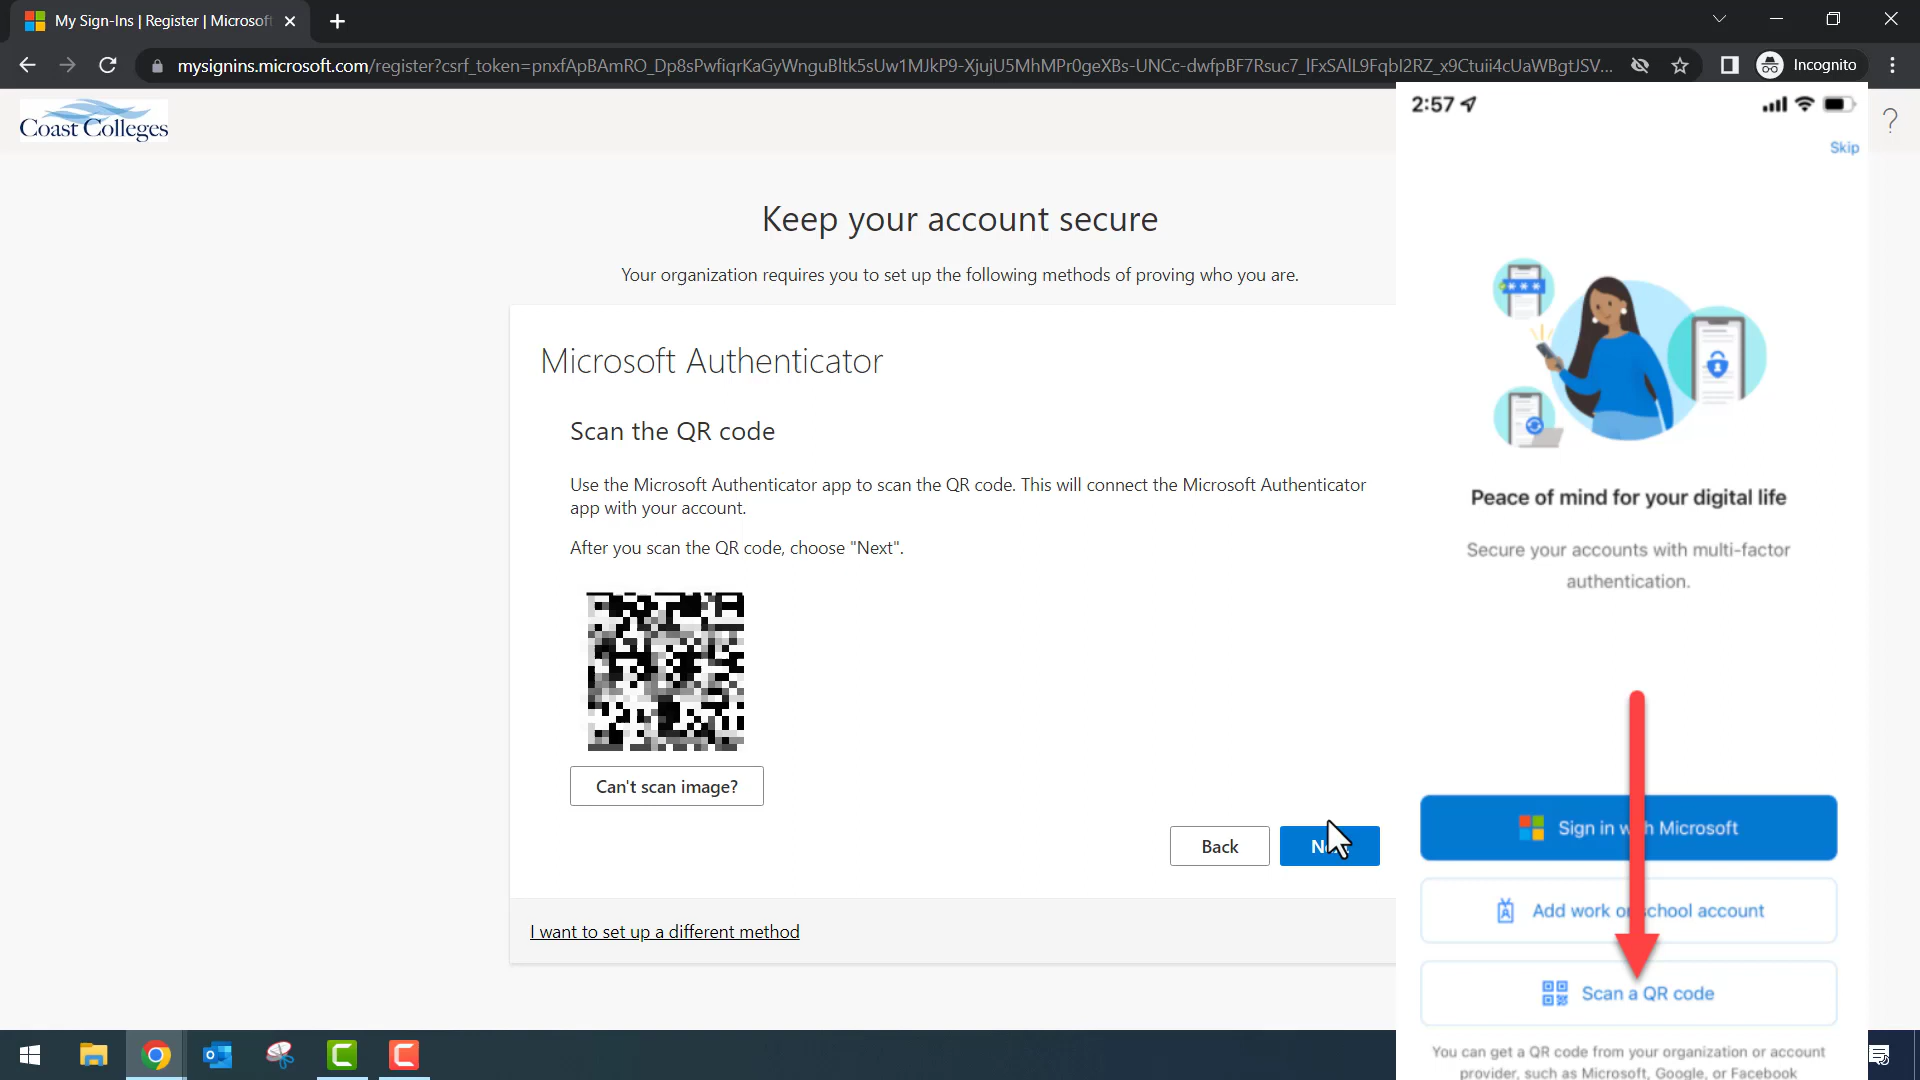 My Sign-Ins | Register | Microsof
mysignins.microsoft.com/register?csrf_token=pnxfApBAmRO_Dp8sPwfiqrKaGyWnguBltk5sUw1MJkP9-XjujU5MhMPr0geXBs-UNCc-dwfpBF7Rsuc7_lFxSAlL9Fqbl2RZ_x9Ctuii4cUaWBgtJSV...
Incognito
Coast Colleges
Keep your account secure
Your organization requires you to set up the following methods of proving who you are.
Microsoft Authenticator
Scan the QR code
Use the Microsoft Authenticator app to scan the QR code. This will connect the Microsoft Authenticator
app with your account.
After you scan the QR code, choose "Next".
Can't scan image?
Back
I want to set up a different method
2:57
?
Skip
Peace of mind for your digital life
Secure your accounts with multi-factor
authentication.
Sign in with Microsoft
Add work or school account
Scan a QR code
You can get a QR code from your organization or account
provider, such as Microsoft, Google, or Facebook